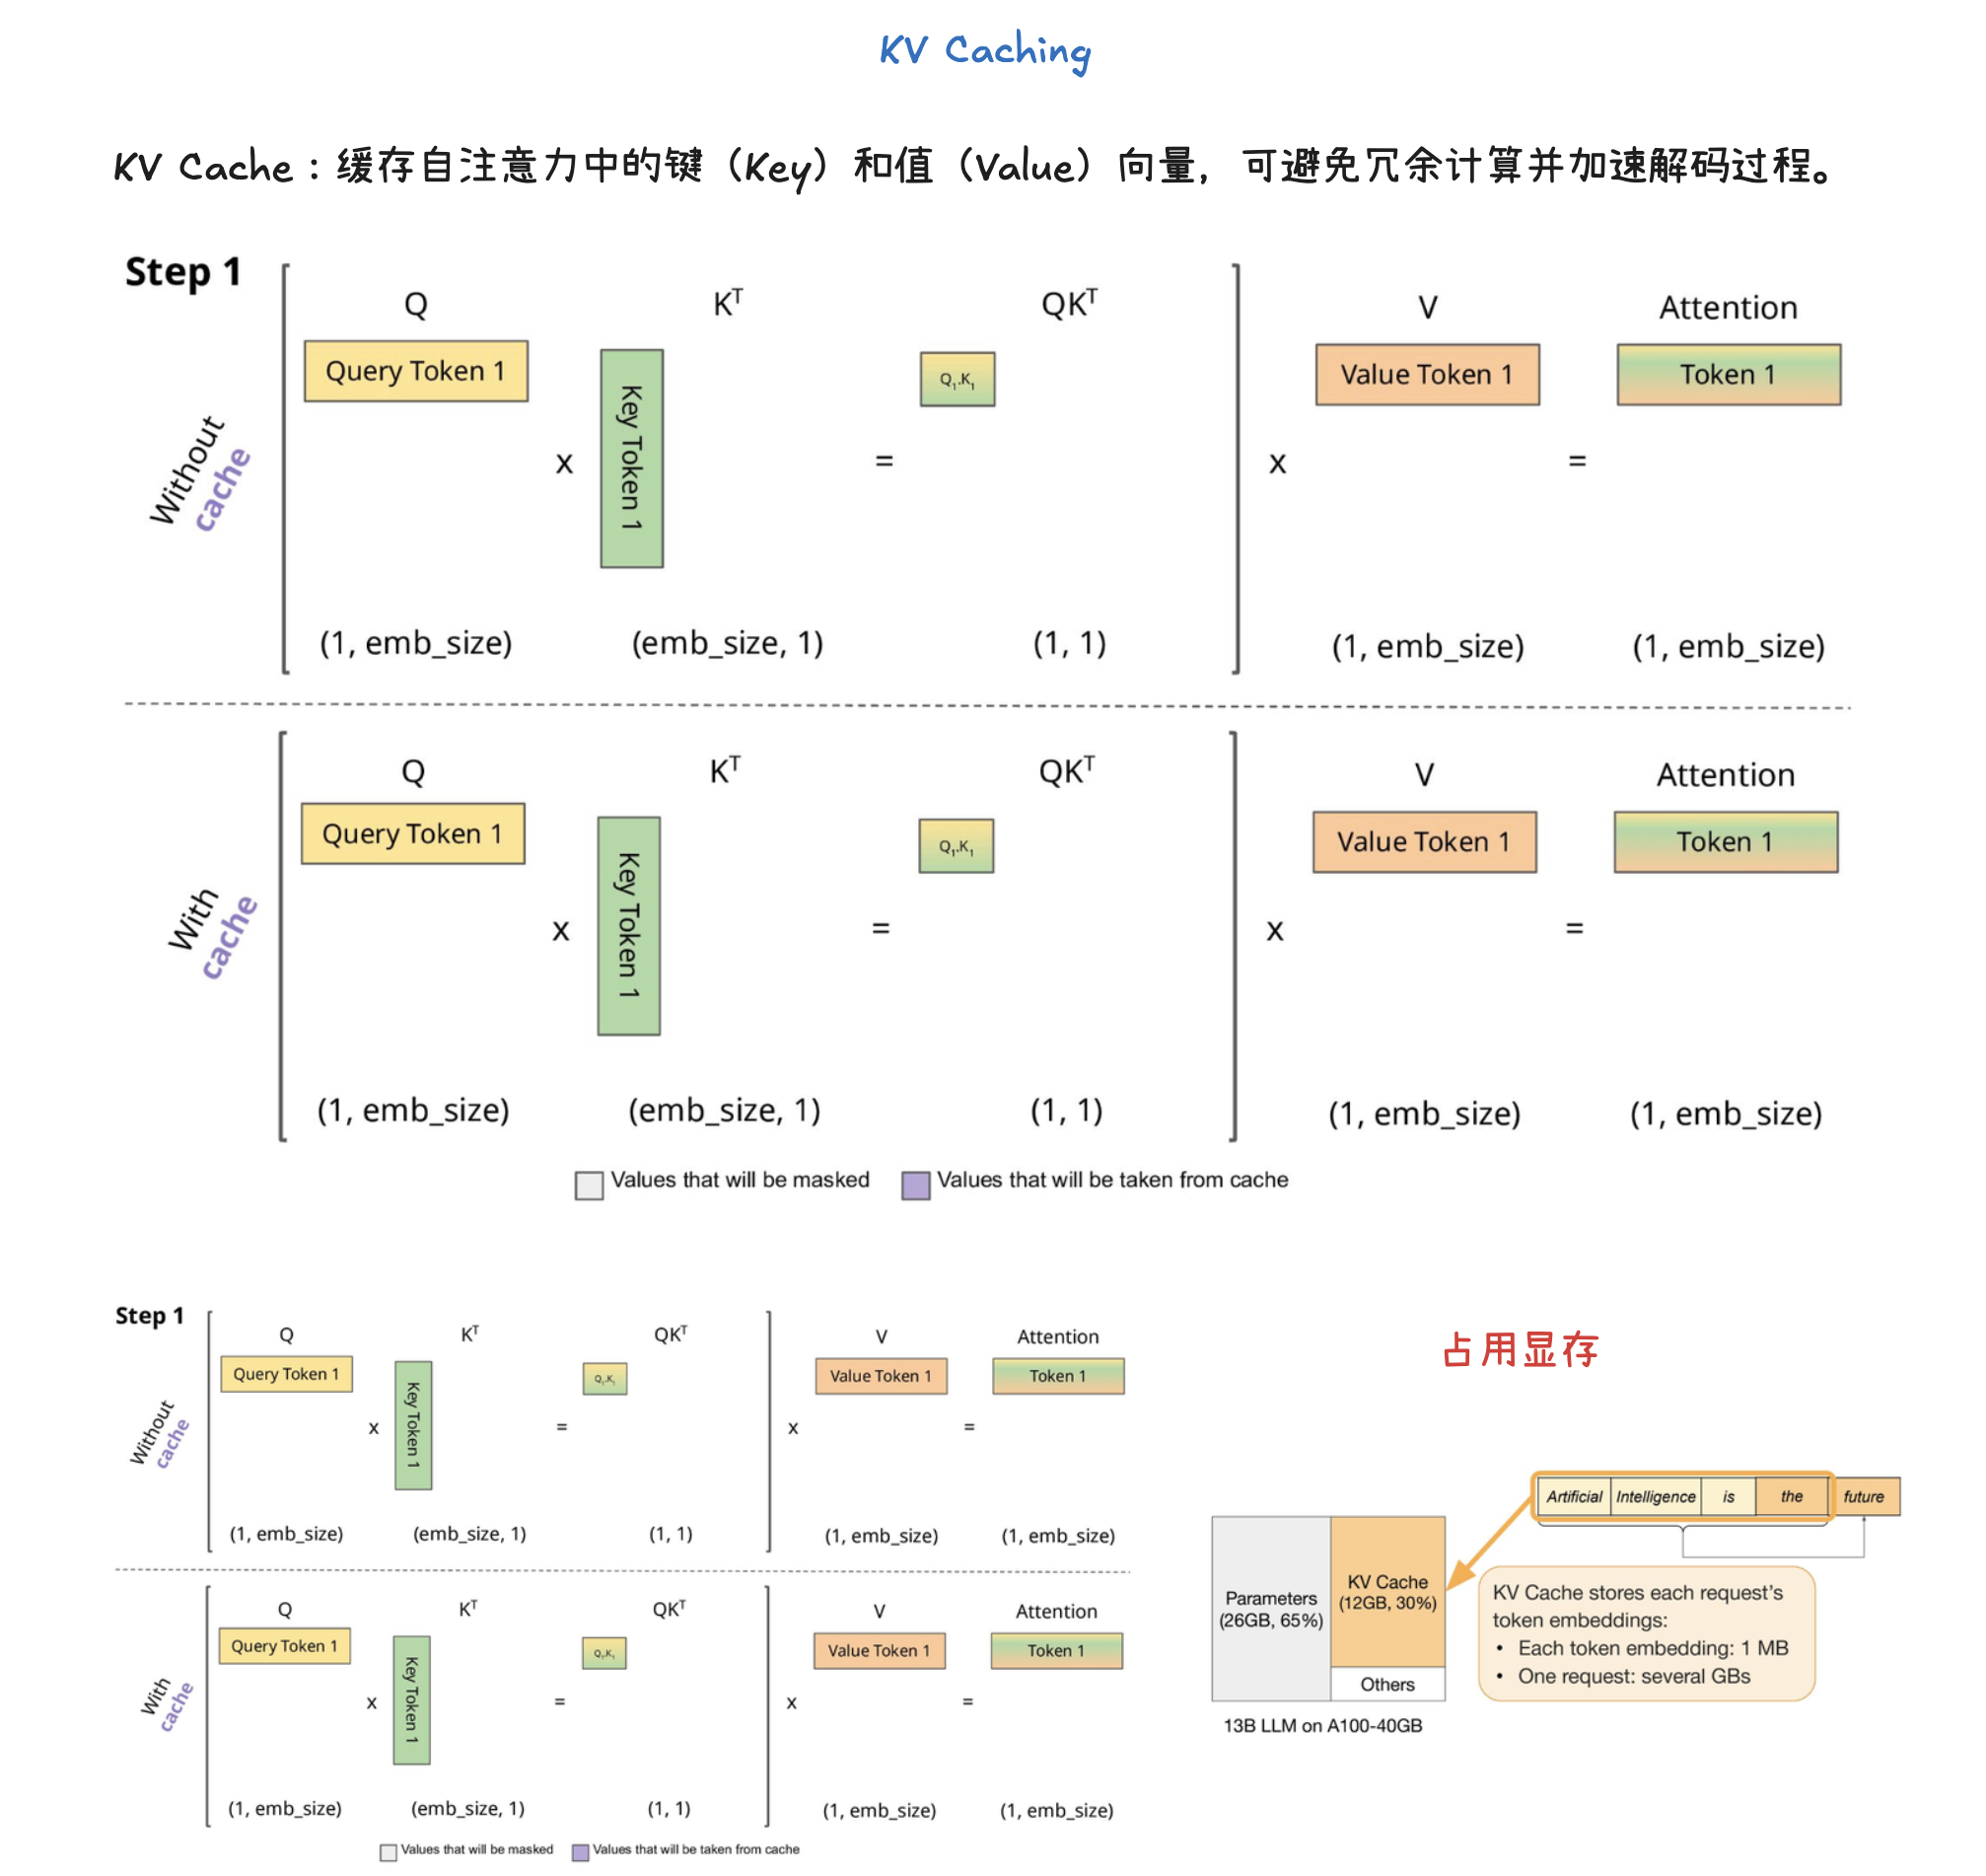 KV Caching
KV Cache：缓存自注意力中的键（Key）和值（Value）向量，可避免冗余计算并加速解码过程。
Step 1
Q
K^T
QK^T
V
Attention
Query Token 1
Key Token 1
Q1.K1
Value Token 1
Token 1
Without
cache
x
=
x
=
(1, emb_size)
(emb_size, 1)
(1, 1)
(1, emb_size)
(1, emb_size)
Q
K^T
QK^T
V
Attention
Query Token 1
Key Token 1
Q1.K1
Value Token 1
Token 1
With
cache
x
=
x
=
(1, emb_size)
(emb_size, 1)
(1, 1)
(1, emb_size)
(1, emb_size)
Values that will be masked
Values that will be taken from cache
Step 1
Q
K^T
QK^T
V
Attention
Query Token 1
Key Token 1
Q1.K1
Value Token 1
Token 1
Without
cache
x
=
x
=
(1, emb_size)
(emb_size, 1)
(1, 1)
(1, emb_size)
(1, emb_size)
Q
K^T
QK^T
V
Attention
Query Token 1
Key Token 1
Q1.K1
Value Token 1
Token 1
With
cache
x
=
x
=
(1, emb_size)
(emb_size, 1)
(1, 1)
(1, emb_size)
(1, emb_size)
Values that will be masked
Values that will be taken from cache
占用显存
Artificial Intelligence is the future
Parameters
(26GB, 65%)
KV Cache
(12GB, 30%)
Others
13B LLM on A100-40GB
KV Cache stores each request's
token embeddings:
• Each token embedding: 1 MB
• One request: several GBs